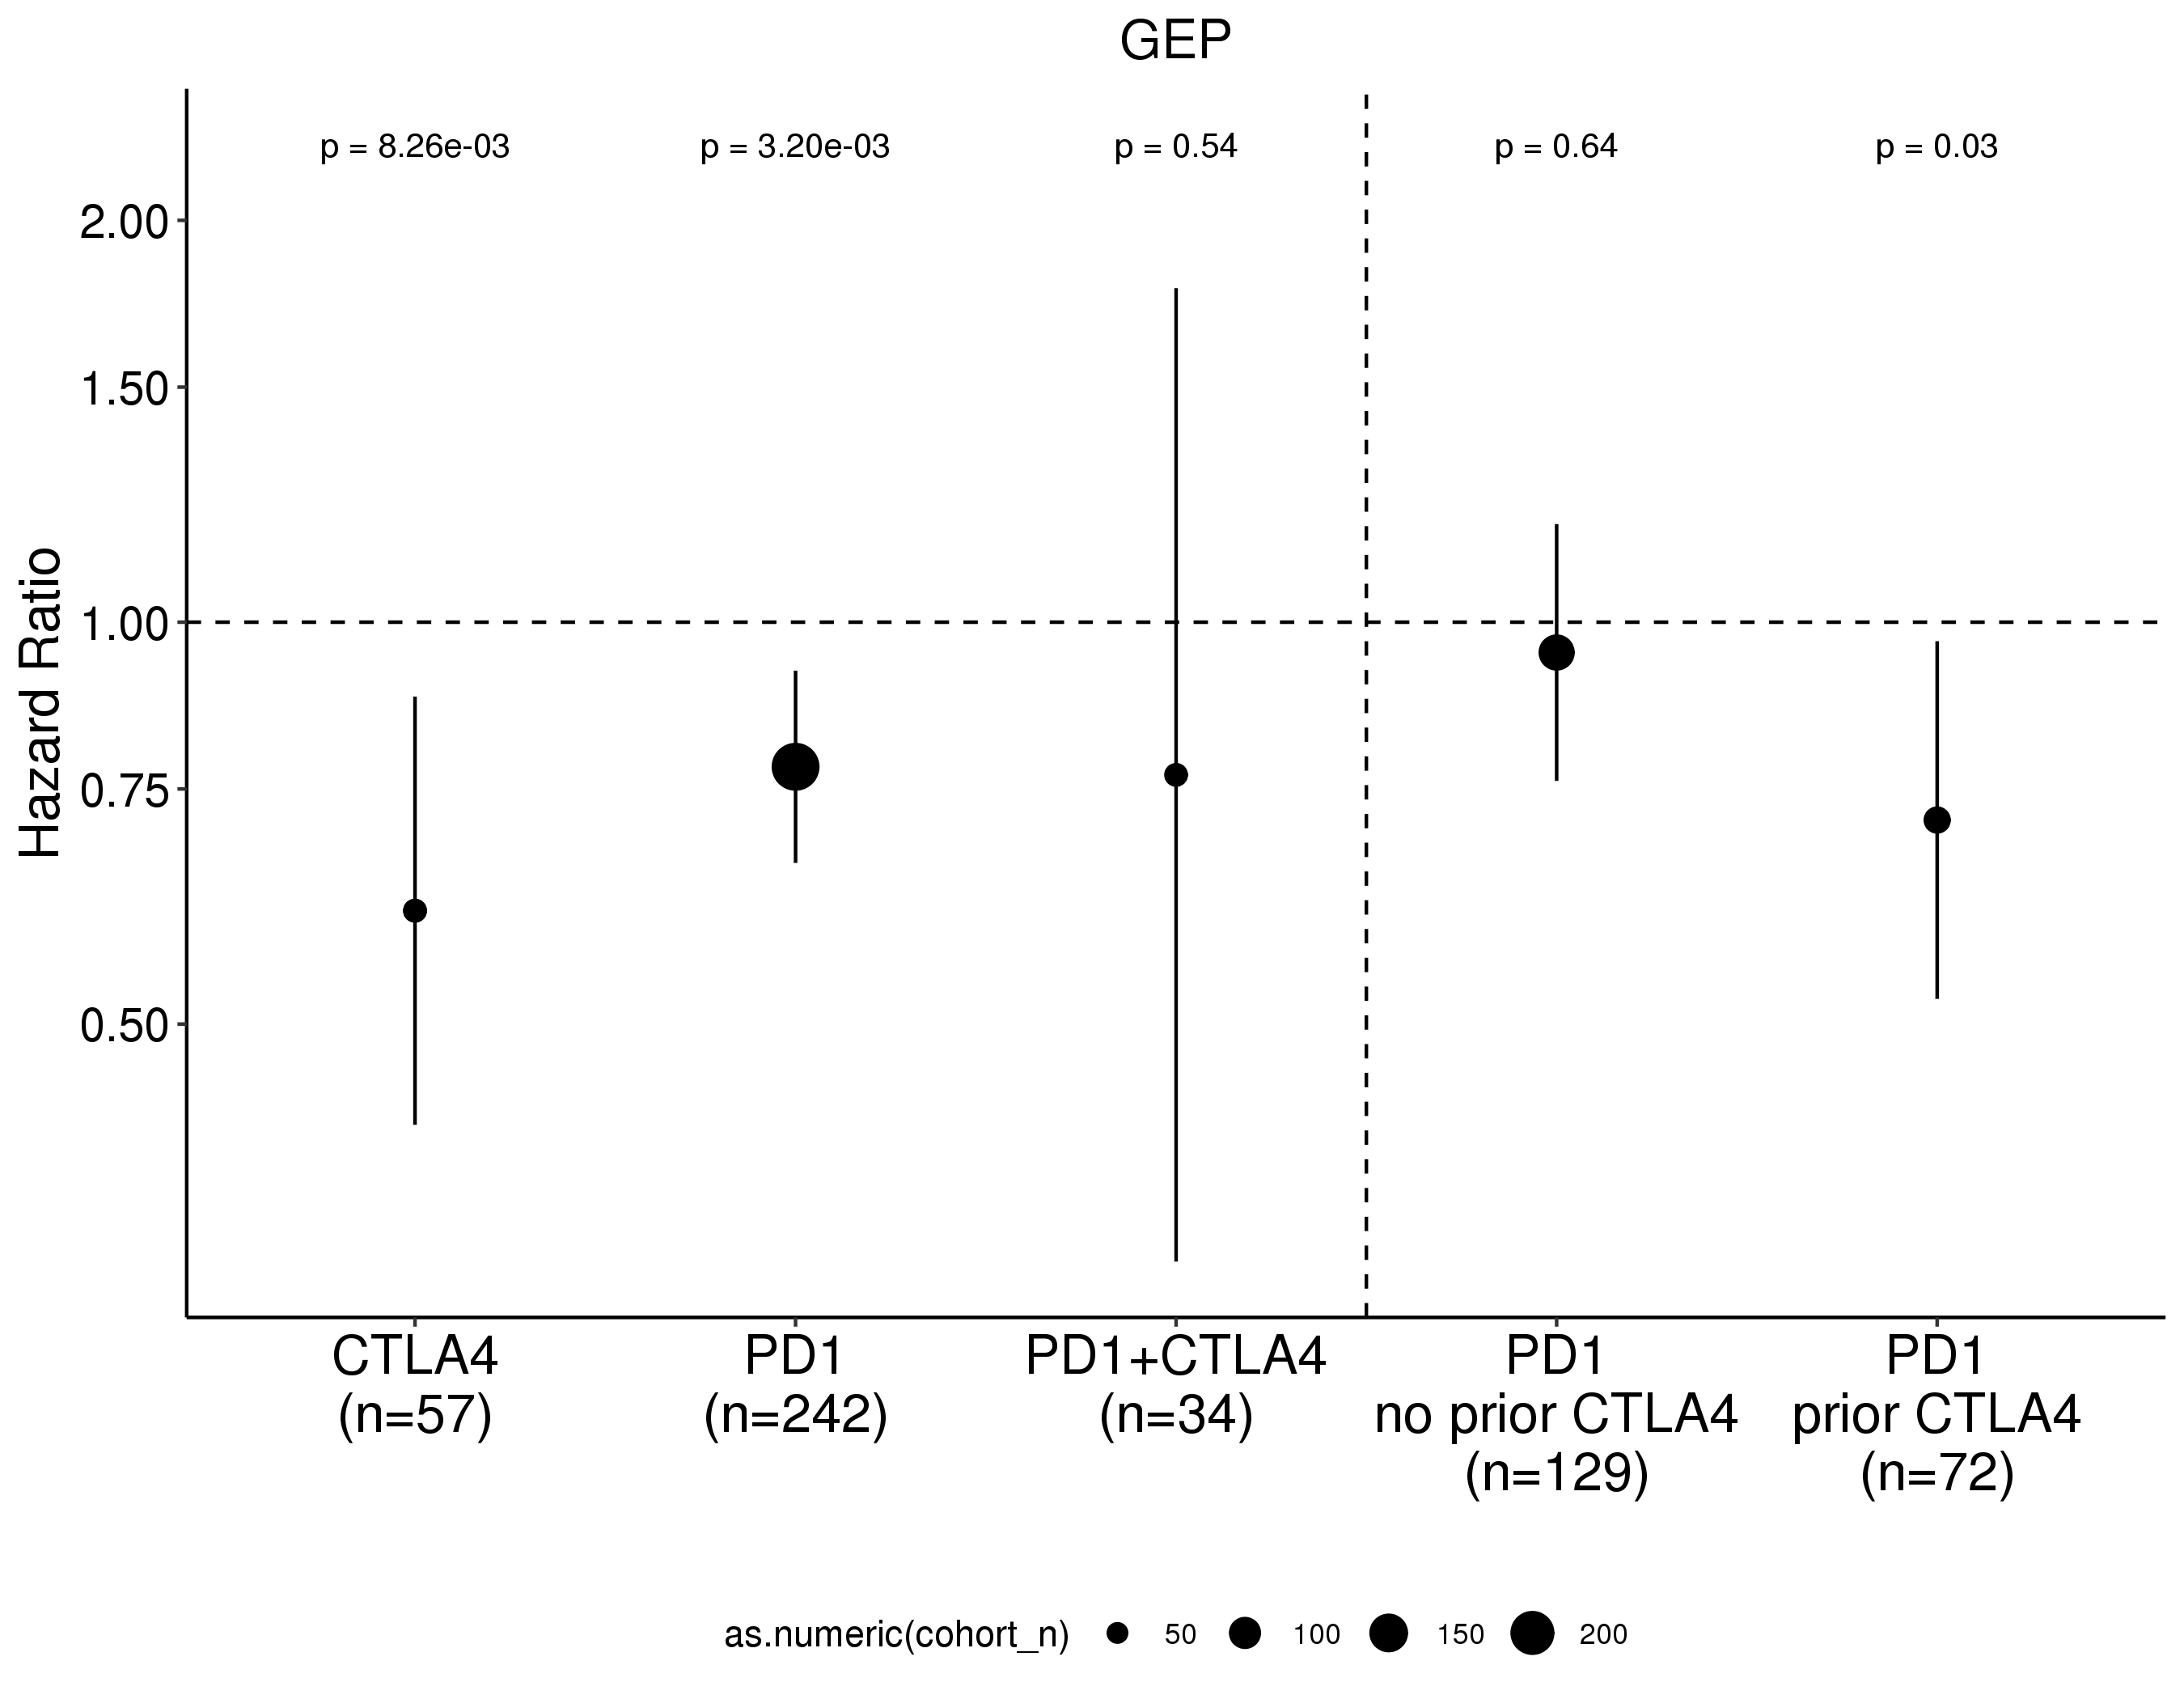 GEP
p = 8.26e-03
p = 3.20e-03
p = 0.54
p = 0.64
p = 0.03
Hazard Ratio
2.00
1.50
1.00
0.75
0.50
CTLA4
(n=57)
PD1
(n=242)
PD1+CTLA4
(n=34)
PD1
no prior CTLA4
(n=129)
PD1
prior CTLA4
(n=72)
as.numeric(cohort_n)
50
100
150
200